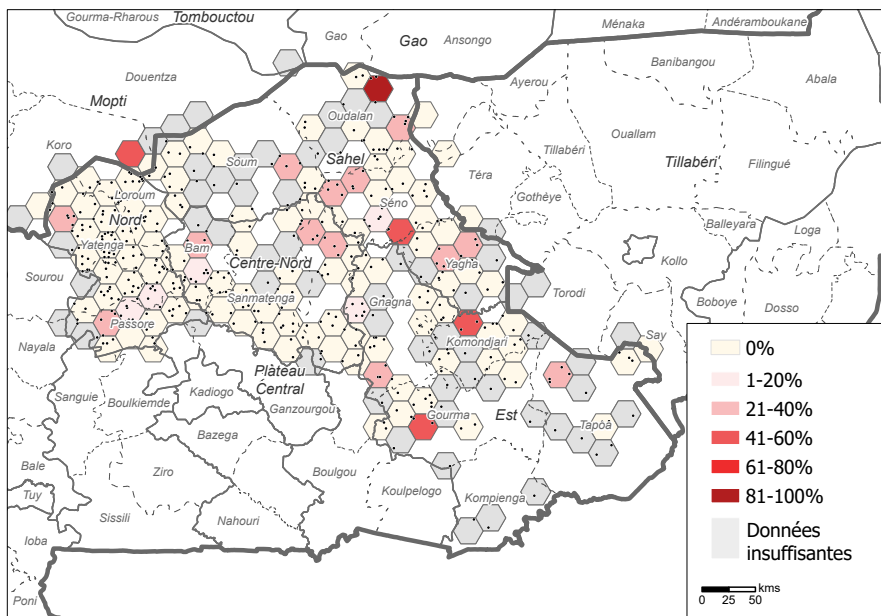 Gourma-Rharous
Tombouctou
Gao
Gao
Ansongo
Ménaka
Andéramboukane
Douentza
Mopti
Koro
Oudalan
Ayerou
Banibangou
Abala
Ouallam
Tillabéri
Tillabéri
Filingué
Soum
Sahel
Téra
Gothèye
Loroum
Nord
Séno
Balleyara
Loga
Yatenga
Bam
Centre-Nord
Yagha
Kollo
Sourou
Sanmatenga
Gnagna
Torodi
Boboye
Dosso
Passore
Komondjari
Say
Nayala
Plateau
Central
Sanguie
Boulkiemde
Kadiogo
Ganzourgou
Gourma
Est
Tapoa
Bazega
Bale
Ziro
Boulgou
Koulpelogo
Kompienga
Tuy
Sissili
Nahouri
Ioba
Poni
0%
1-20%
21-40%
41-60%
61-80%
81-100%
Données
insuffisantes
kms
0 25 50